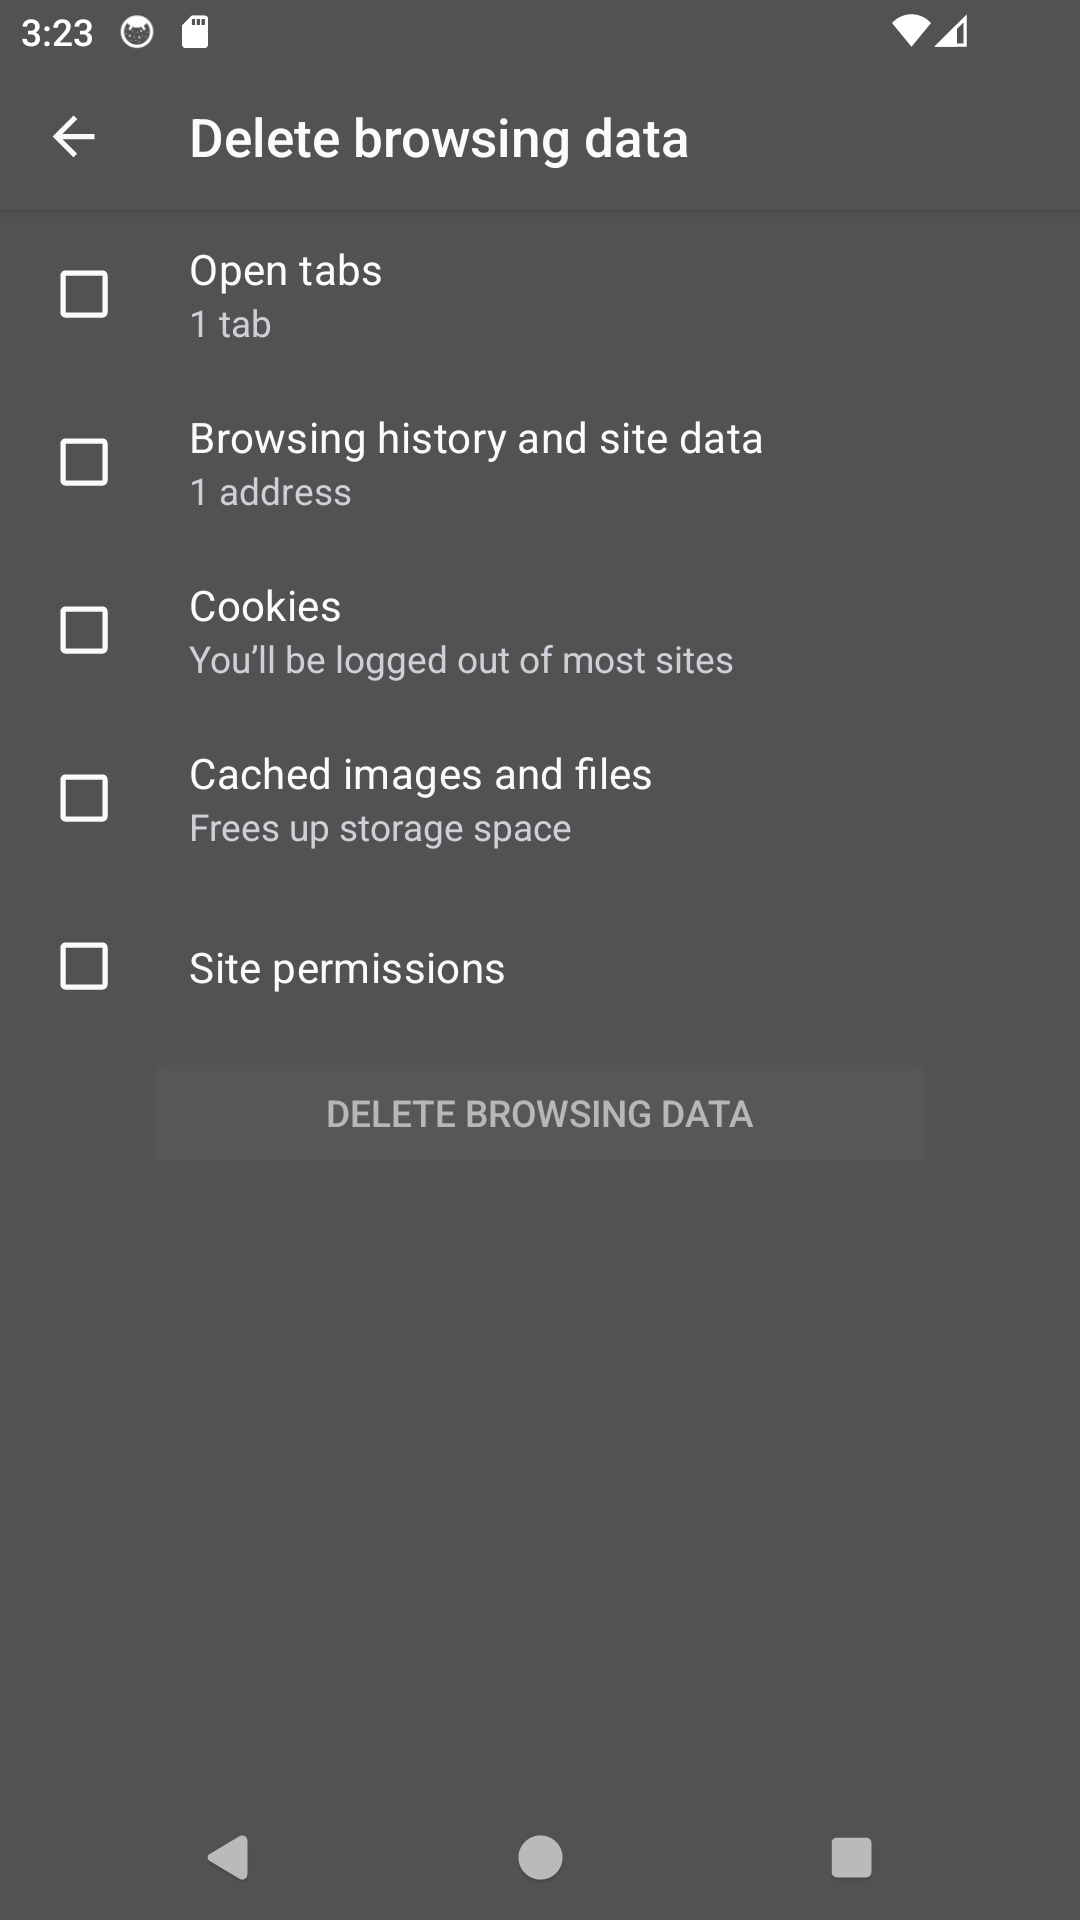 3:23
Delete browsing data
Open tabs
1 tab
Browsing history and site data
1 address
Cookies
You’ll be logged out of most sites
Cached images and files
Frees up storage space
Site permissions
DELETE BROWSING DATA